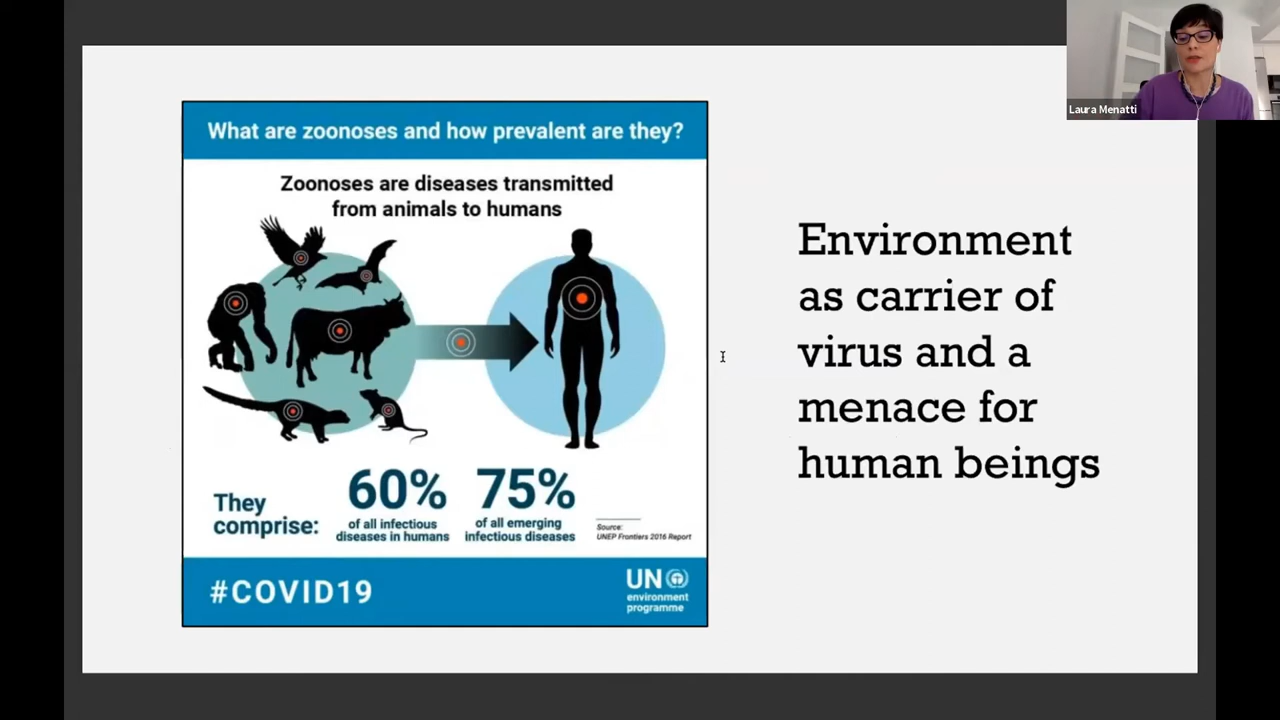 What are zoonoses and how prevalent are they?
Zoonoses are diseases transmitted
from animals to humans
They
comprise:
60%
of all infectious
diseases in humans
75%
of all emerging
infectious diseases
Source:
UNEP Frontiers 2016 Report
#COVID19
UN
environment
programme
Environment
as carrier of
virus and a
menace for
human beings
Laura Menatti